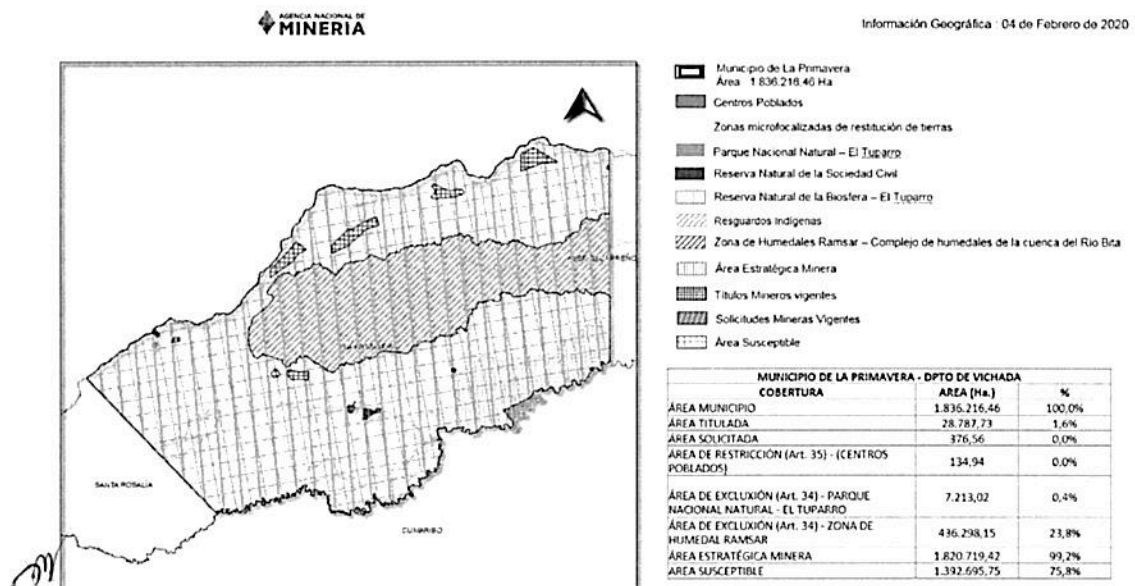 AGENCIA NACIONAL DE
MINERÍA
Información Geográfica : 04 de Febrero de 2020
Municipio de La Primavera
Área 1.836.216,46 Ha
Centros Poblados
Zonas microfocalizadas de restitución de tierras
Parque Nacional Natural – El Tuparro
Reserva Natural de la Sociedad Civil
Reserva Natural de la Biosfera – El Tuparro
Resguardos Indígenas
Zona de Humedales Ramsar – Complejo de humedales de la cuenca del Río Bita
Área Estratégica Minera
Títulos Mineros vigentes
Solicitudes Mineras Vigentes
Área Susceptible
SANTA ROSALÍA
CUMARIBO
MUNICIPIO DE LA PRIMAVERA - DPTO DE VICHADA
COBERTURA AREA (Ha.) %
ÁREA MUNICIPIO 1.836.216,46 100,0%
ÁREA TITULADA 28.787,73 1,6%
ÁREA SOLICITADA 376,56 0,0%
ÁREA DE RESTRICCIÓN (Art. 35) - (CENTROS
POBLADOS) 134,94 0,0%
ÁREA DE EXCLUXIÓN (Art. 34) - PARQUE
NACIONAL NATURAL - EL TUPARRO 7.213,02 0,4%
ÁREA DE EXCLUXIÓN (Art. 34) - ZONA DE
HUMEDAL RAMSAR 436.298,15 23,8%
ÁREA ESTRATÉGICA MINERA 1.820.719,42 99,2%
AREA SUSCEPTIBLE 1.392.695,75 75,8%